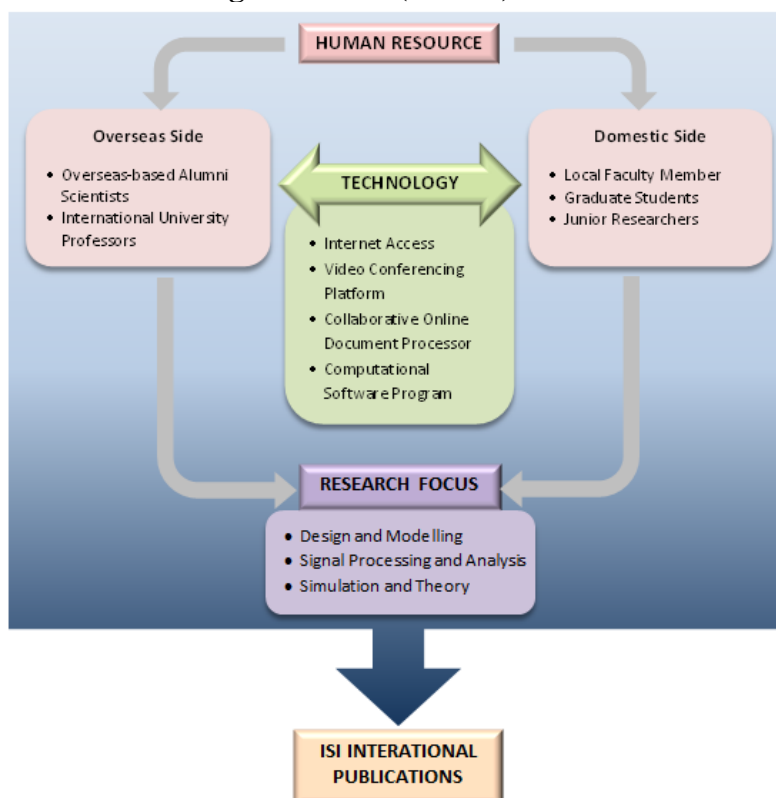 HUMAN RESOURCE
Overseas Side
• Overseas-based Alumni
Scientists
• International University
Professors
Domestic Side
• Local Faculty Member
• Graduate Students
• Junior Researchers
TECHNOLOGY
• Internet Access
• Video Conferencing
Platform
• Collaborative Online
Document Processor
• Computational
Software Program
RESEARCH FOCUS
• Design and Modelling
• Signal Processing and Analysis
• Simulation and Theory
ISI INTERATIONAL
PUBLICATIONS